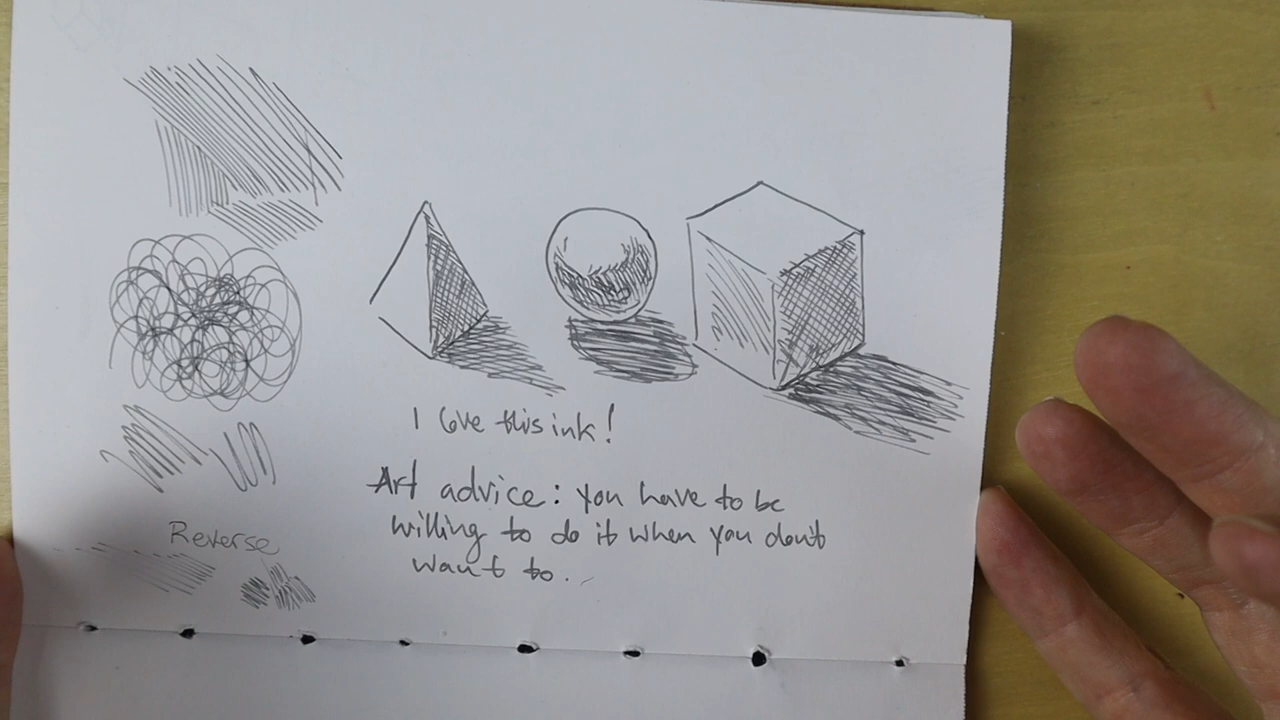 I love this ink!
Art advice: you have to be
willing to do it when you don't
want to.
Reverse